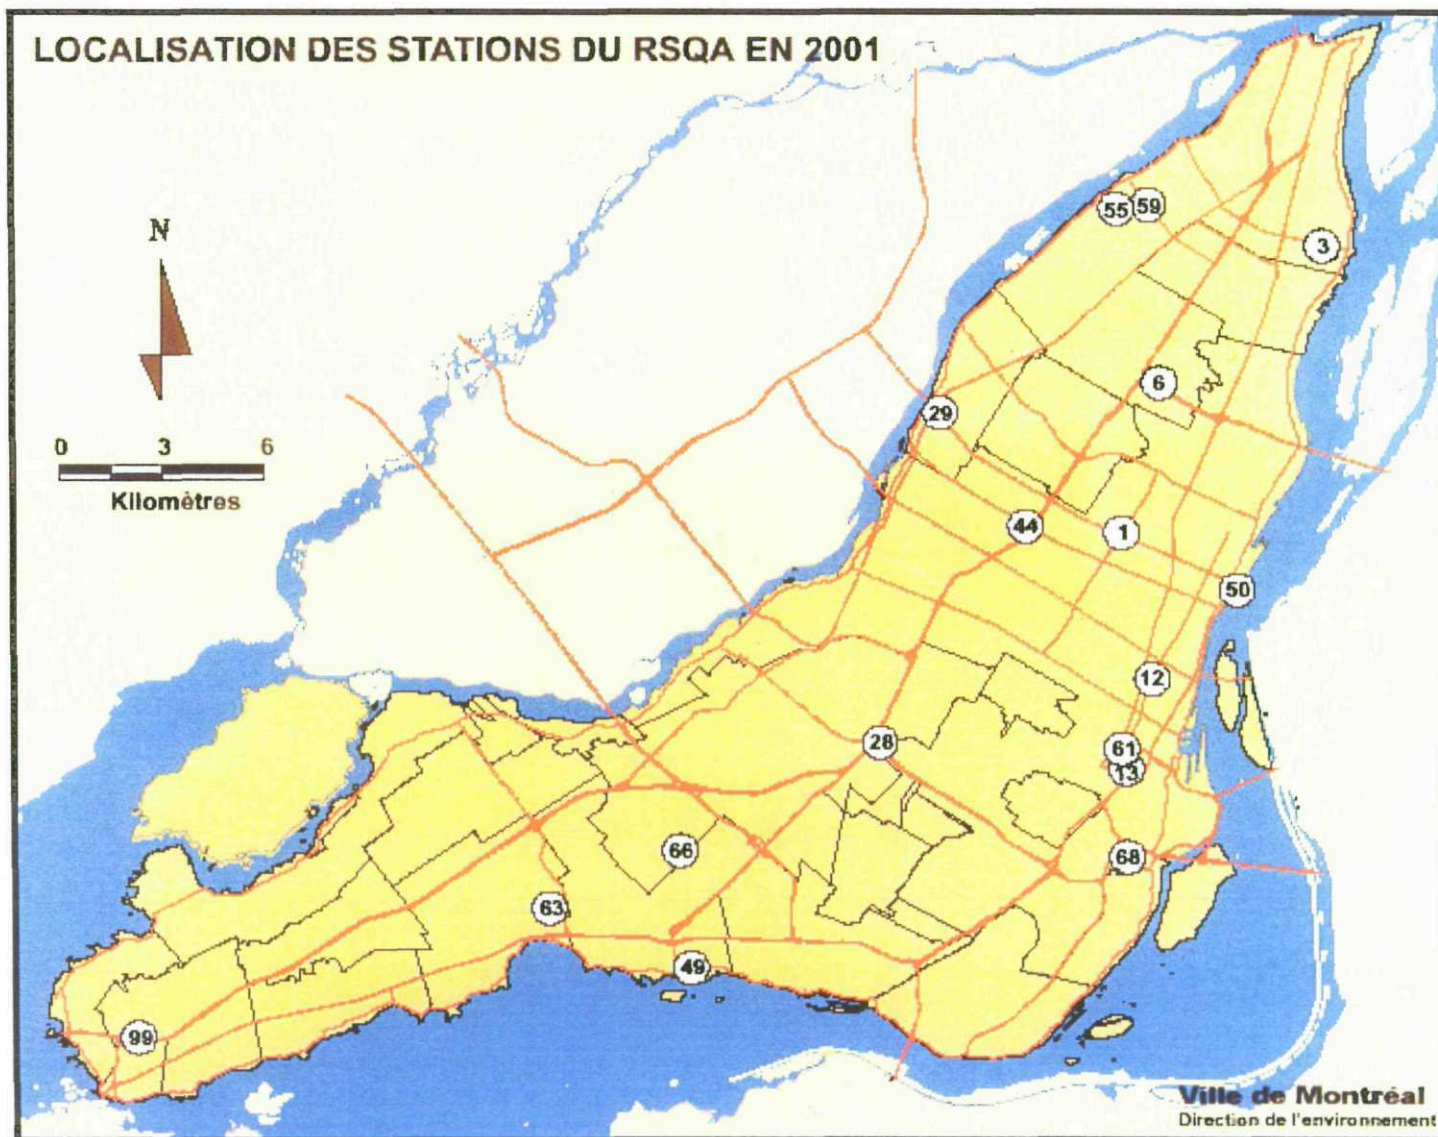 LOCALISATION DES STATIONS DU RSQA EN 2001
55
59
3
N
6
29
0 3 6
Kilomètres
44
1
50
12
28
61
13
66
68
63
49
99
Ville de Montréal
Direction de l'environnement